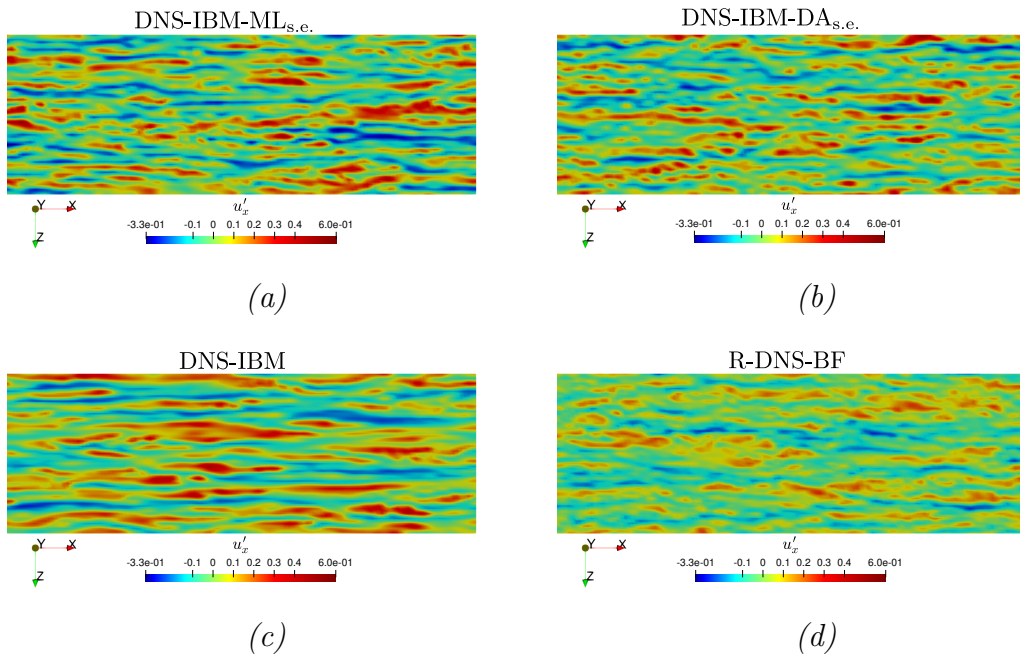 DNS-IBM-ML_s.e. DNS-IBM-DA_s.e.
Y X Y X
u'_x u'_x
-3.3e-01 -0.1 0 0.1 0.2 0.3 0.4 6.0e-01 -3.3e-01 -0.1 0 0.1 0.2 0.3 0.4 6.0e-01
Z Z
(a) (b)
DNS-IBM R-DNS-BF
Y X Y X
u'_x u'_x
-3.3e-01 -0.1 0 0.1 0.2 0.3 0.4 6.0e-01 -3.3e-01 -0.1 0 0.1 0.2 0.3 0.4 6.0e-01
Z Z
(c) (d)